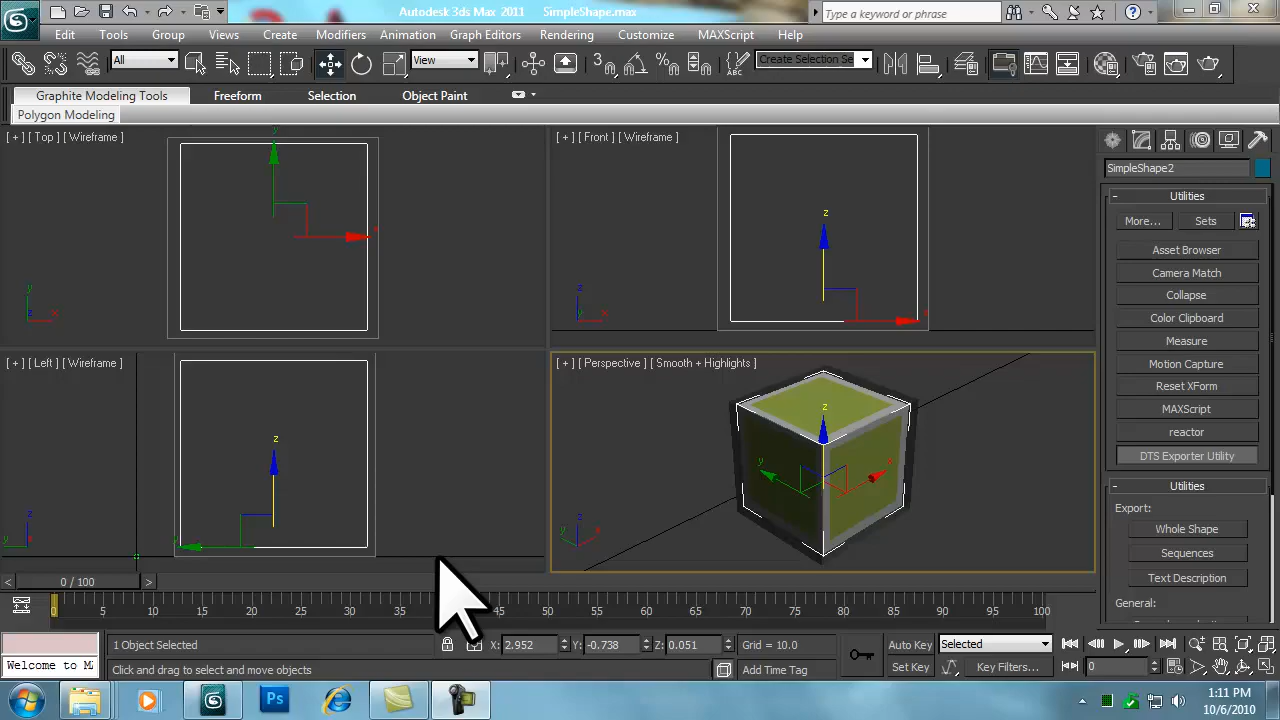 Autodesk 3ds Max 2011 SimpleShape.max
Type a keyword or phrase
Edit Tools Group Views Create Modifiers Animation Graph Editors Rendering Customize MAXScript Help
All View Create Selection Se
Graphite Modeling Tools Freeform Selection Object Paint
Polygon Modeling
[ + ] [ Top ] [ Wireframe ]
y
x
y
z x
[ + ] [ Front ] [ Wireframe ]
z
x
z
y x
[ + ] [ Left ] [ Wireframe ]
z
y
z
y x
[ + ] [ Perspective ] [ Smooth + Highlights ]
z
y x
z
y x
SimpleShape2
- Utilities
More... Sets
Asset Browser
Camera Match
Collapse
Color Clipboard
Measure
Motion Capture
Reset XForm
MAXScript
reactor
DTS Exporter Utility
- Utilities
Export:
Whole Shape
Sequences
Text Description
General:
< 0 / 100 >
0 5 10 15 20 25 30 35 40 45 50 55 60 65 70 75 80 85 90 95 100
1 Object Selected X: 2.952 Y: -0.738 Z: 0.051 Grid = 10.0 Auto Key Selected
Welcome to M Click and drag to select and move objects Add Time Tag Set Key Key Filters... 0
Ps
1:11 PM
10/6/2010